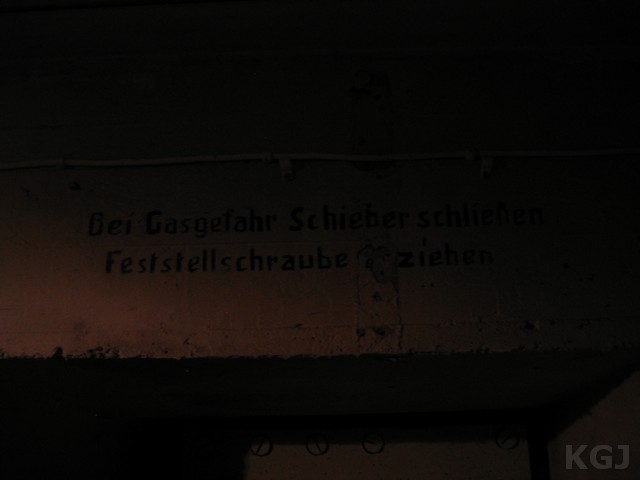 Bei Gasgefahr Schieber schließen
Feststellschraube ziehen
KGJ